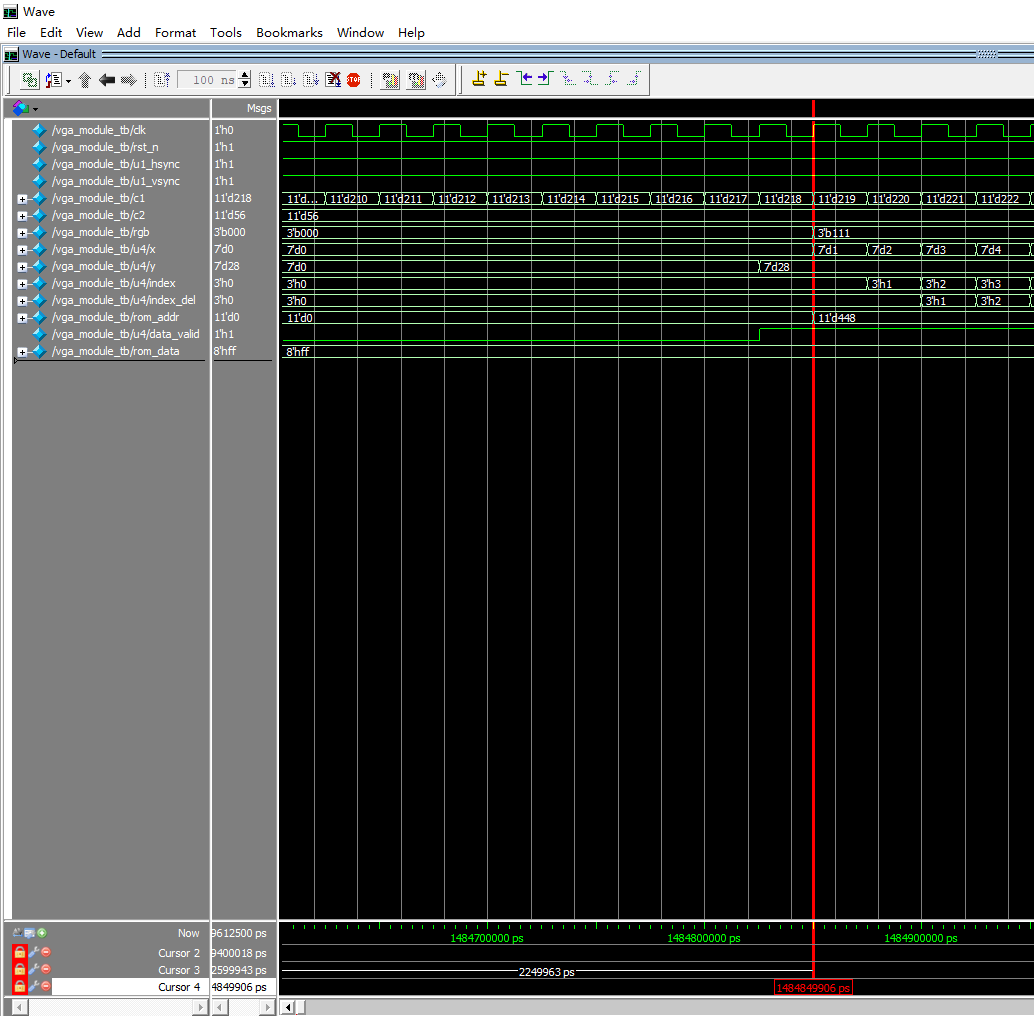 Wave
File Edit View Add Format Tools Bookmarks Window Help
Wave - Default
100 ns STOP
Msgs
/vga_module_tb/clk 1'h0
/vga_module_tb/rst_n 1'h1
/vga_module_tb/u1_hsync 1'h1
/vga_module_tb/u1_vsync 1'h1
/vga_module_tb/c1 11'd218 11'd... 11'd210 11'd211 11'd212 11'd213 11'd214 11'd215 11'd216 11'd217 11'd218 11'd219 11'd220 11'd221 11'd222
/vga_module_tb/c2 11'd56 11'd56
/vga_module_tb/rgb 3'b000 3'b000 3'b111
/vga_module_tb/u4/x 7'd0 7'd0 7'd1 7'd2 7'd3 7'd4
/vga_module_tb/u4/y 7'd28 7'd0 7'd28
/vga_module_tb/u4/index 3'h0 3'h0 3'h1 3'h2 3'h3
/vga_module_tb/u4/index_del 3'h0 3'h0 3'h1 3'h2
/vga_module_tb/rom_addr 11'd0 11'd0 11'd448
/vga_module_tb/u4/data_valid 1'h1
/vga_module_tb/rom_data 8'hff 8'hff
Now 9612500 ps 1484700000 ps 1484800000 ps 1484900000 ps
Cursor 2 9400018 ps
Cursor 3 2599943 ps 2249963 ps
Cursor 4 4849906 ps 1484849906 ps